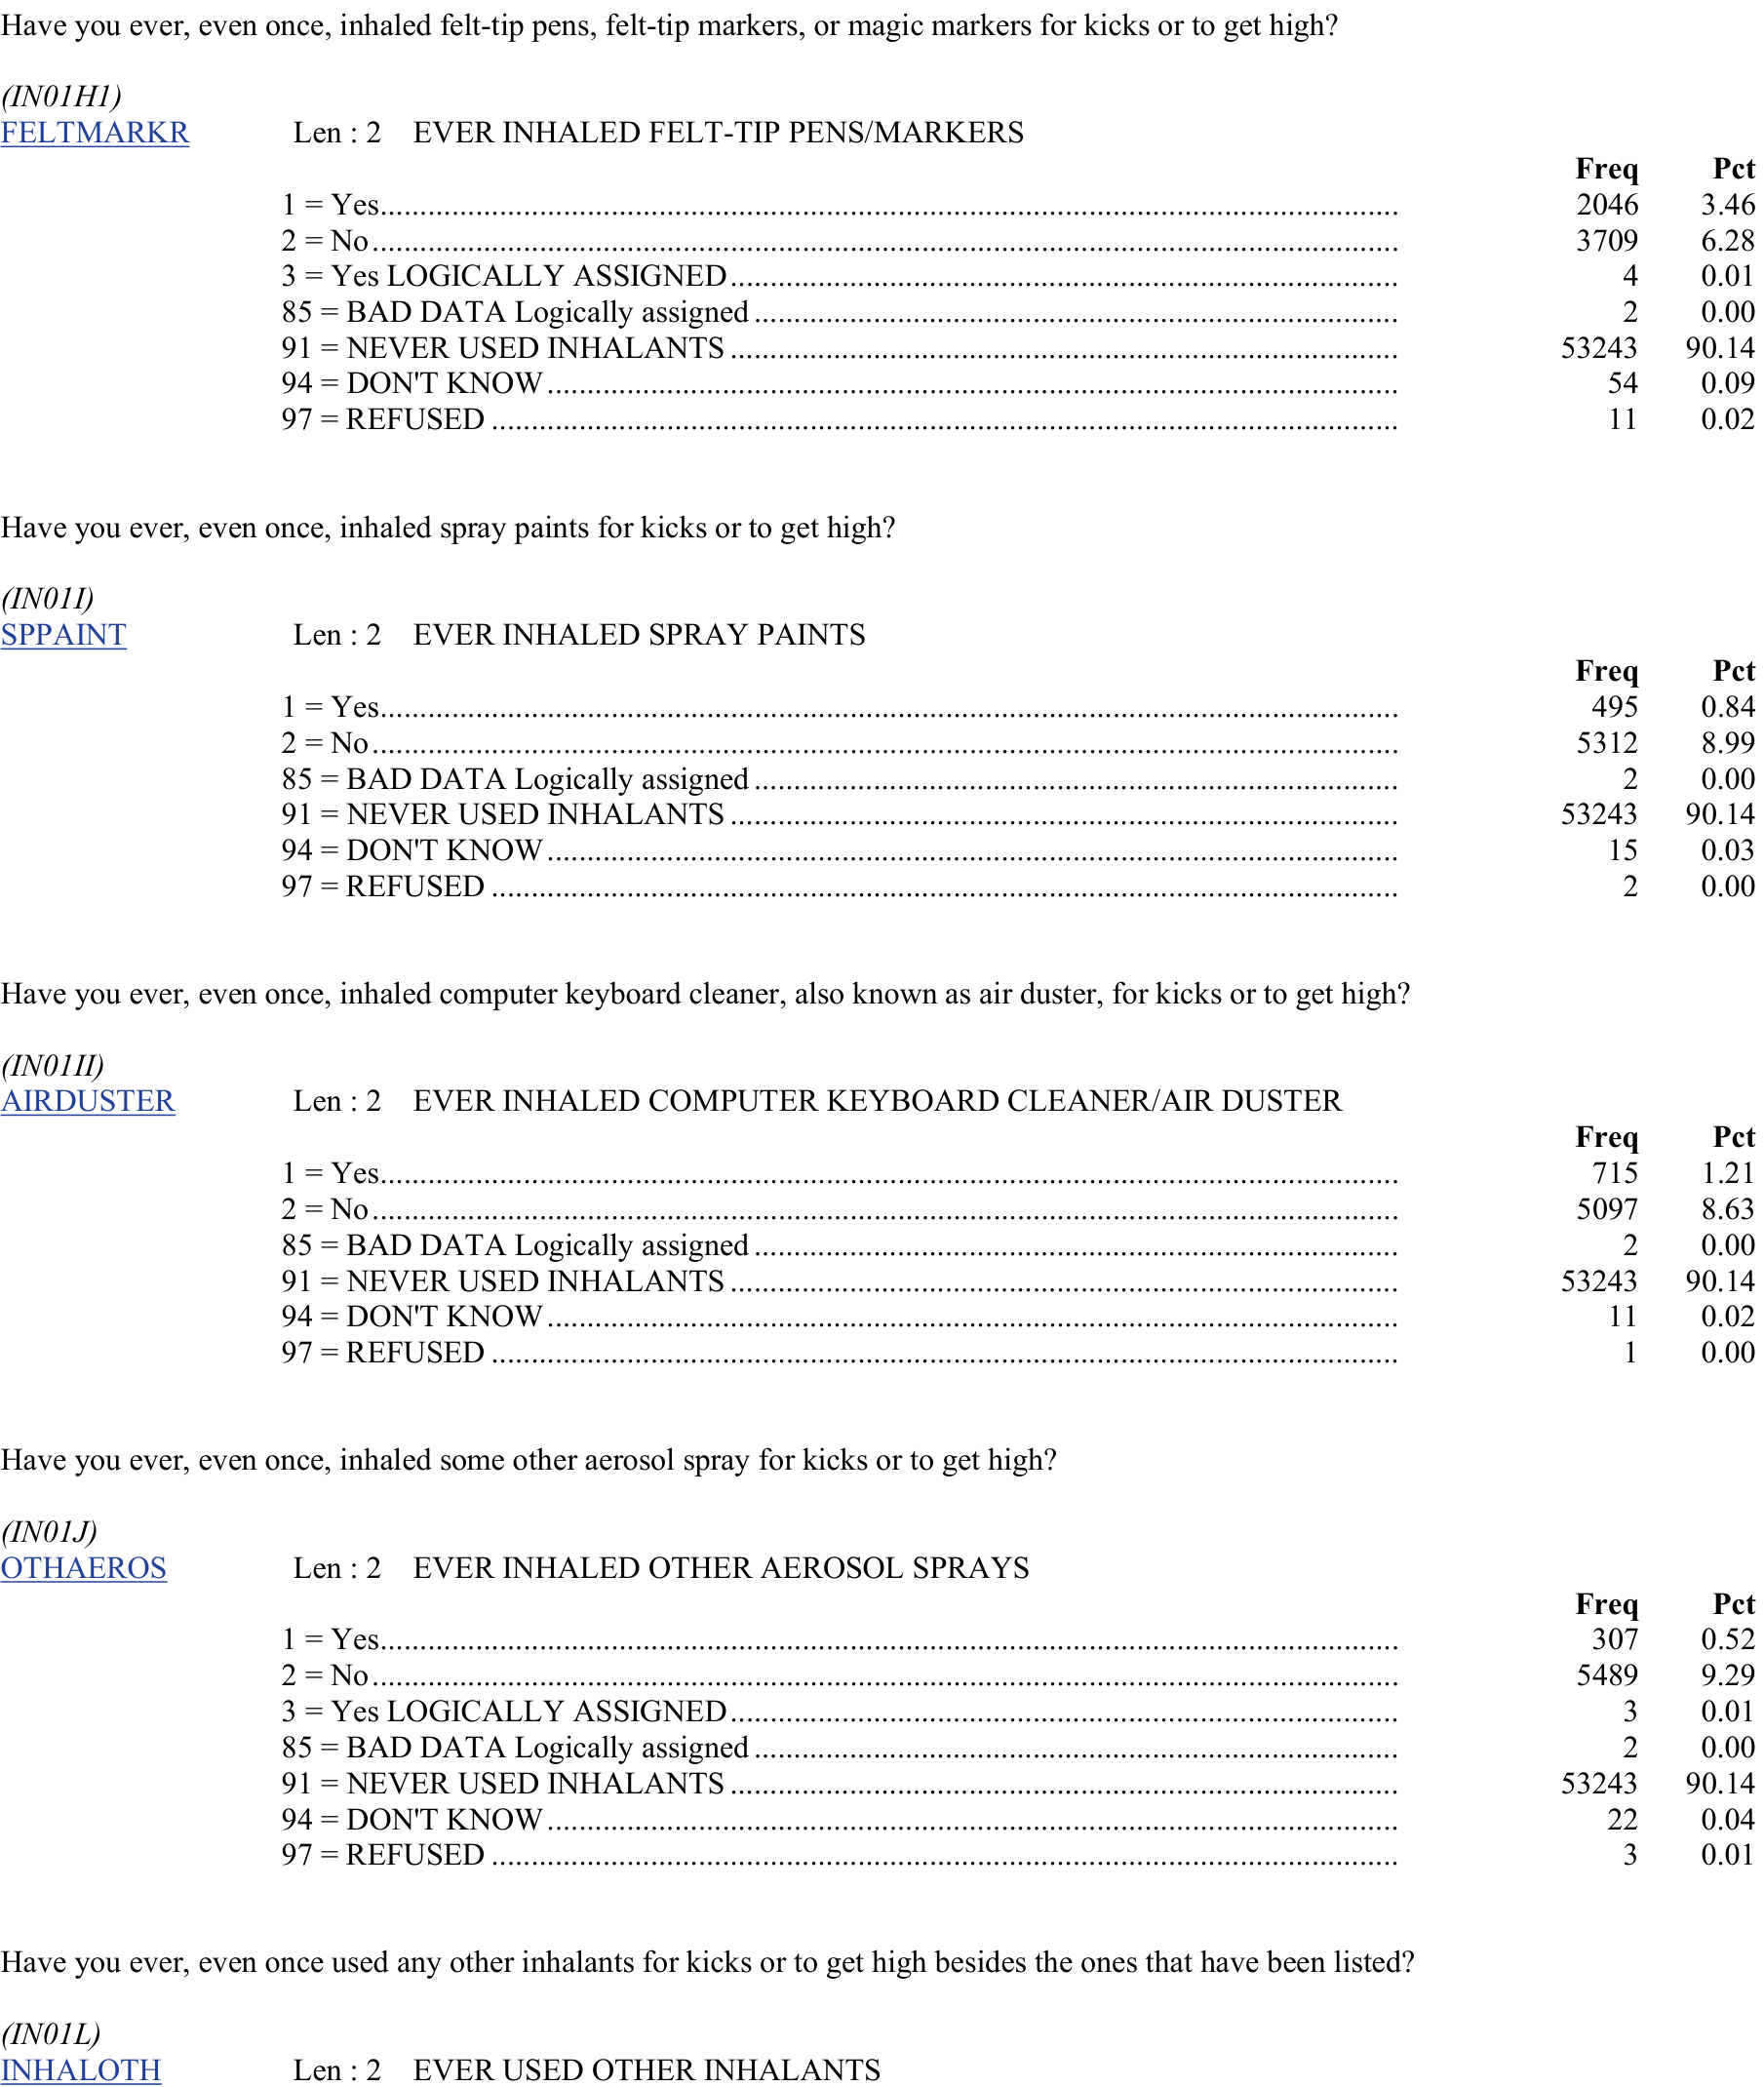 Have you ever, even once, inhaled felt-tip pens, felt-tip markers, or magic markers for kicks or to get high?
(IN01H1)
FELTMARKR Len : 2 EVER INHALED FELT-TIP PENS/MARKERS
Freq Pct
1 = Yes 2046 3.46
2 = No 3709 6.28
3 = Yes LOGICALLY ASSIGNED 4 0.01
85 = BAD DATA Logically assigned 2 0.00
91 = NEVER USED INHALANTS 53243 90.14
94 = DON'T KNOW 54 0.09
97 = REFUSED 11 0.02
Have you ever, even once, inhaled spray paints for kicks or to get high?
(IN01I)
SPPAINT Len : 2 EVER INHALED SPRAY PAINTS
Freq Pct
1 = Yes 495 0.84
2 = No 5312 8.99
85 = BAD DATA Logically assigned 2 0.00
91 = NEVER USED INHALANTS 53243 90.14
94 = DON'T KNOW 15 0.03
97 = REFUSED 2 0.00
Have you ever, even once, inhaled computer keyboard cleaner, also known as air duster, for kicks or to get high?
(IN01II)
AIRDUSTER Len : 2 EVER INHALED COMPUTER KEYBOARD CLEANER/AIR DUSTER
Freq Pct
1 = Yes 715 1.21
2 = No 5097 8.63
85 = BAD DATA Logically assigned 2 0.00
91 = NEVER USED INHALANTS 53243 90.14
94 = DON'T KNOW 11 0.02
97 = REFUSED 1 0.00
Have you ever, even once, inhaled some other aerosol spray for kicks or to get high?
(IN01J)
OTHAEROS Len : 2 EVER INHALED OTHER AEROSOL SPRAYS
Freq Pct
1 = Yes 307 0.52
2 = No 5489 9.29
3 = Yes LOGICALLY ASSIGNED 3 0.01
85 = BAD DATA Logically assigned 2 0.00
91 = NEVER USED INHALANTS 53243 90.14
94 = DON'T KNOW 22 0.04
97 = REFUSED 3 0.01
Have you ever, even once used any other inhalants for kicks or to get high besides the ones that have been listed?
(IN01L)
INHALOTH Len : 2 EVER USED OTHER INHALANTS